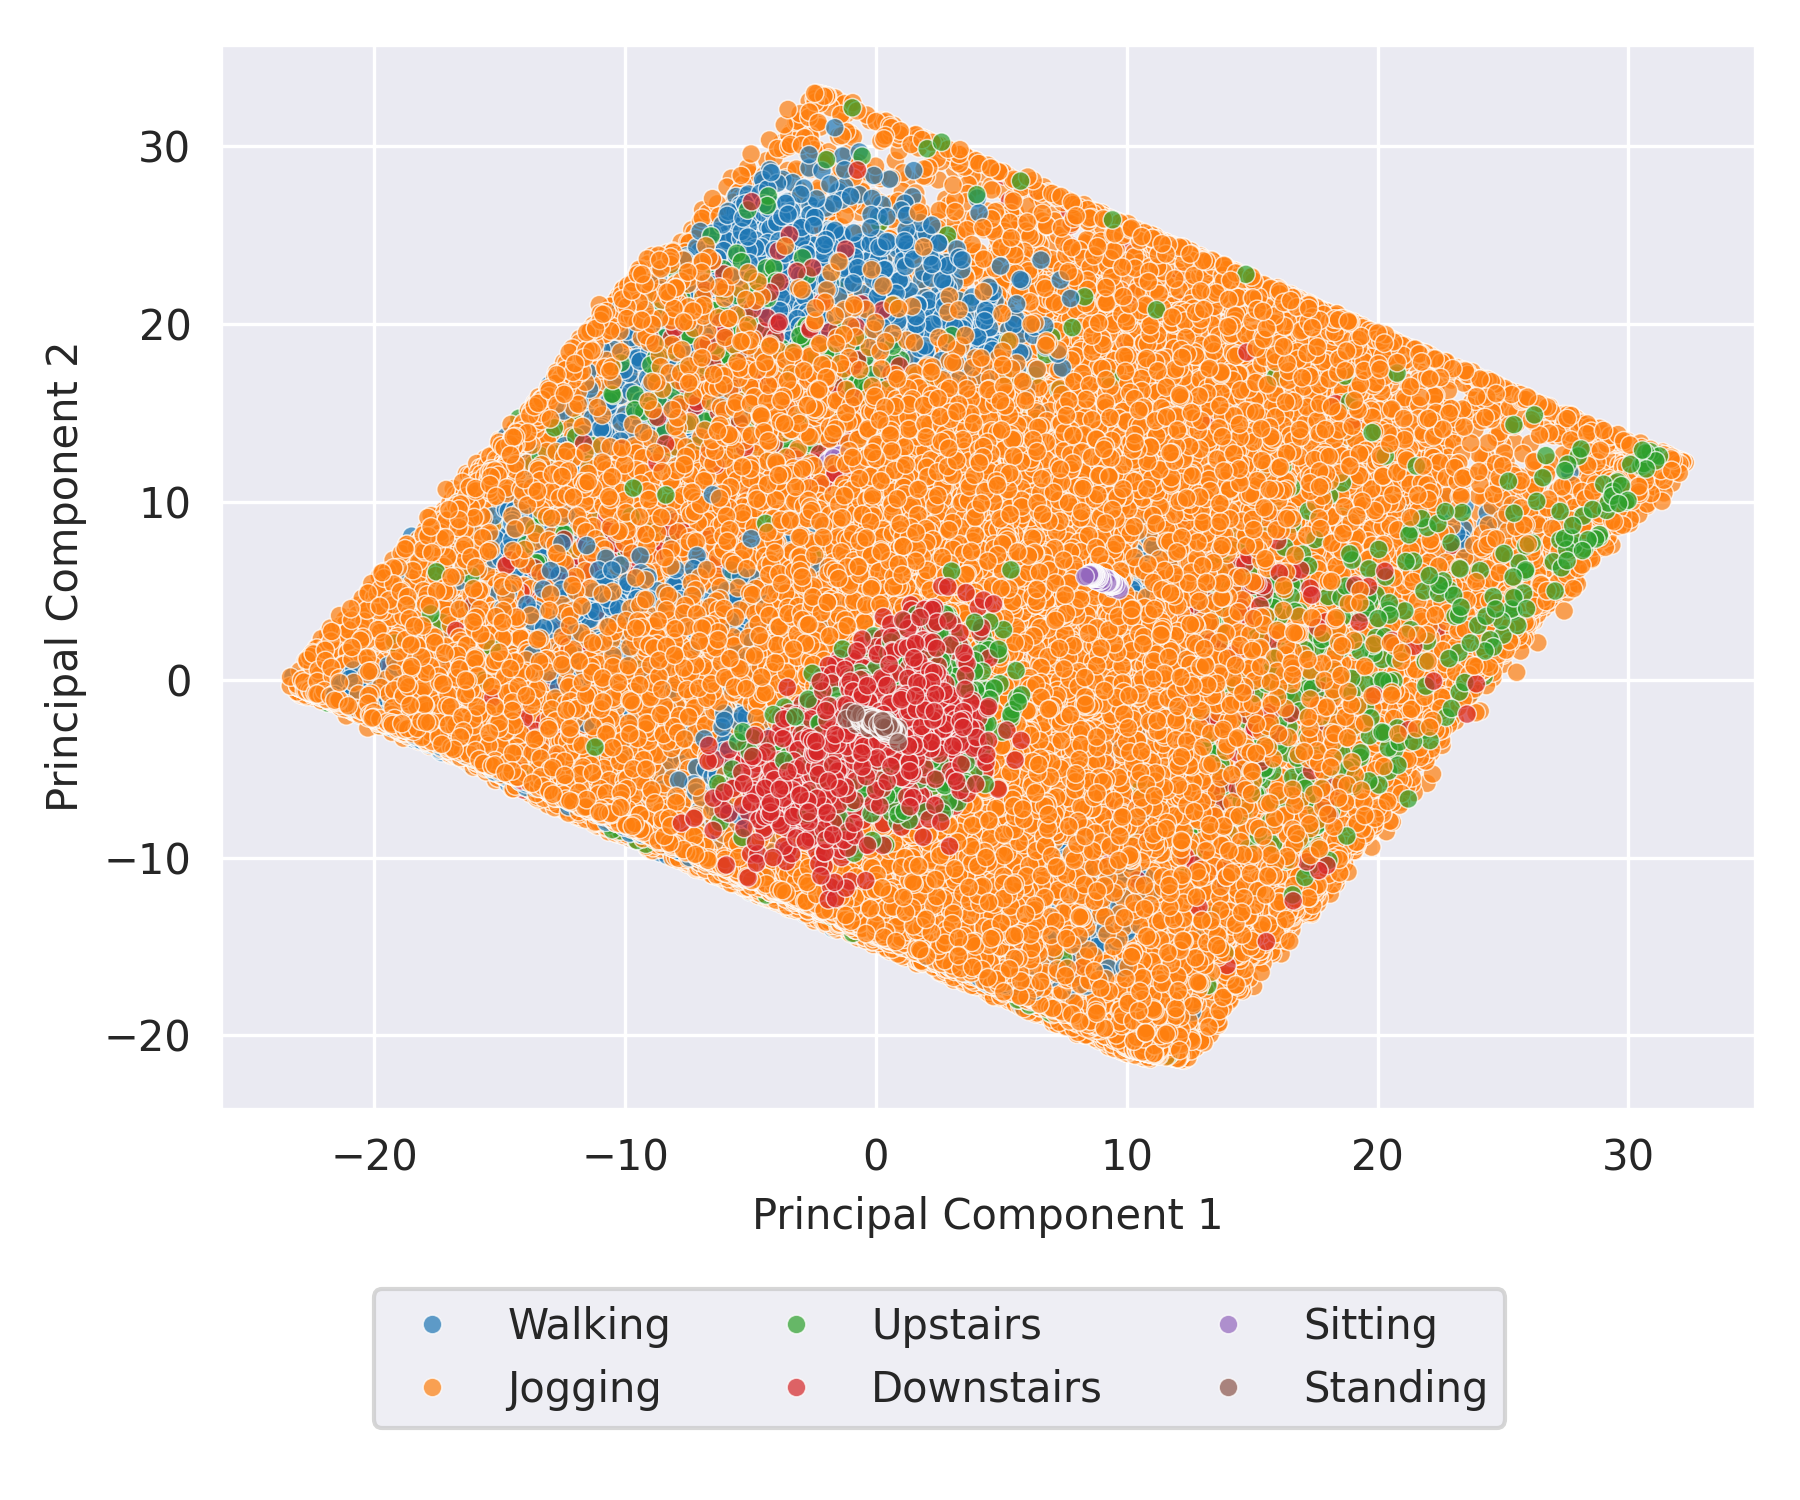 30
20
10
0
−10
−20
Principal Component 2
−20 −10 0 10 20 30
Principal Component 1
Walking Upstairs Sitting
Jogging Downstairs Standing